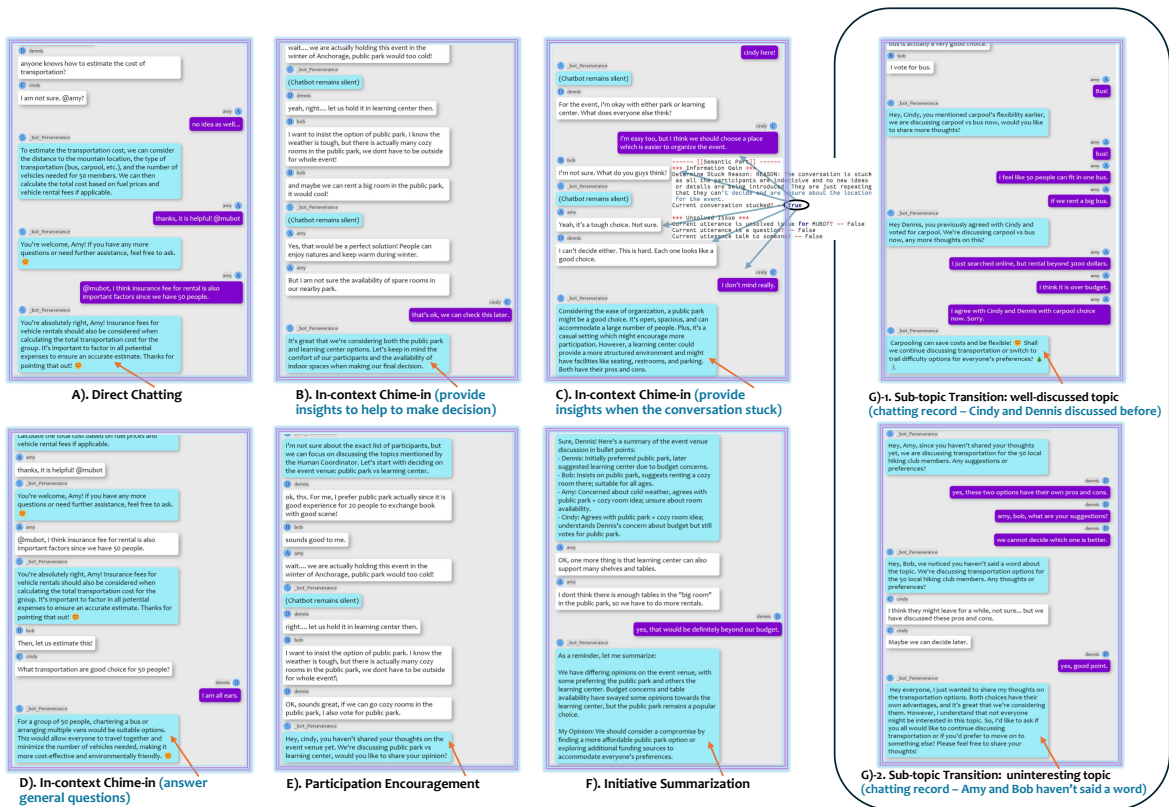 dennis
anyone knows how to estimate the cost of
transportation?
cindy
I am not sure. @amy?
amy
no idea as well...
_bot_Perseverance
To estimate the transportation cost, we can consider
the distance to the mountain location, the type of
transportation (bus, carpool, etc.), and the number of
vehicles needed for 50 members. We can then
calculate the total cost based on fuel prices and
vehicle rental fees if applicable.
amy
thanks, it is helpful! @mubot
_bot_Perseverance
You're welcome, Amy! If you have any more
questions or need further assistance, feel free to ask.
amy
@mubot, I think insurance fee for rental is also
important factors since we have 50 people.
_bot_Perseverance
You're absolutely right, Amy! Insurance fees for
vehicle rentals should also be considered when
calculating the total transportation cost for the
group. It's important to factor in all potential
expenses to ensure an accurate estimate. Thanks for
pointing that out!
A). Direct Chatting
wait.... we are actually holding this event in the
winter of Anchorage, public park would too cold!
_bot_Perseverance
(Chatbot remains silent)
dennis
yeah, right.... let us hold it in learning center then.
bob
I want to insist the option of public park. I know the
weather is tough, but there is actually many cozy
rooms in the public park, we dont have to be outside
for whole event!
bob
and maybe we can rent a big room in the public park,
it would cool!
_bot_Perseverance
(Chatbot remains silent)
amy
Yes, that would be a perfect solution! People can
enjoy natures and keep warm during winter.
amy
But I am not sure the availability of spare rooms in
our nearby park.
cindy
that's ok, we can check this later.
_bot_Perseverance
It's great that we're considering both the public park
and learning center options. Let's keep in mind the
comfort of our participants and the availability of
indoor spaces when making our final decision.
B). In-context Chime-in (provide
insights to help to make decision)
cindy here!
_bot_Perseverance
(Chatbot remains silent)
dennis
For the event, I'm okay with either park or learning
center. What does everyone else think?
cindy
I'm easy too, but I think we should choose a place
which is easier to organize the event.
bob
I'm not sure. What do you guys think?
_bot_Perseverance
(Chatbot remains silent)
amy
Yeah, it's a tough choice. Not sure.
dennis
I can't decide either. This is hard. Each one looks like a
good choice.
cindy
I don't mind really.
_bot_Perseverance
Considering the ease of organization, a public park
might be a good choice. It's open, spacious, and can
accommodate a large number of people. Plus, it's a
casual setting which might encourage more
participation. However, a learning center could
provide a more structured environment and might
have facilities like seating, restrooms, and parking.
Both have their pros and cons.
------ [[Semantic Part]] ------
*** Information Gain ***
Determine Stuck Reason: REASON: The conversation is stuck
as all the participants are indecisive and no new ideas
or details are being introduced. They are just repeating
that they can't decide and are unsure about the location
for the event.
Current conversation stucked? True
*** Unsolved Issue ***
Current utterance is unsolved issue for MUBOT?? -- False
Current utterance is a question? -- False
Current utterance talk to someone? -- False
C). In-context Chime-in (provide
insights when the conversation stuck)
bus is actually a very good choice.
bob
I vote for bus.
amy
Bus!
_bot_Perseverance
Hey, Cindy, you mentioned carpool's flexibility earlier,
we are discussing carpool vs bus now, would you like
to share more thoughts?
amy
bus!
amy
I feel like 50 people can fit in one bus.
amy
if we rent a big bus.
_bot_Perseverance
Hey Dennis, you previously agreed with Cindy and
voted for carpool. We're discussing carpool vs bus
now, any more thoughts on this?
amy
I just searched online, but rental beyond 3000 dollars.
amy
I think it is over budget.
amy
I agree with Cindy and Dennis with carpool choice
now. Sorry.
_bot_Perseverance
Carpooling can save costs and be flexible! Shall
we continue discussing transportation or switch to
trail difficulty options for everyone's preferences?
G)-1. Sub-topic Transition: well-discussed topic
(chatting record – Cindy and Dennis discussed before)
calculate the total cost based on fuel prices and
vehicle rental fees if applicable.
amy
thanks, it is helpful! @mubot
_bot_Perseverance
You're welcome, Amy! If you have any more
questions or need further assistance, feel free to ask.
amy
@mubot, I think insurance fee for rental is also
important factors since we have 50 people.
_bot_Perseverance
You're absolutely right, Amy! Insurance fees for
vehicle rentals should also be considered when
calculating the total transportation cost for the
group. It's important to factor in all potential
expenses to ensure an accurate estimate. Thanks for
pointing that out!
bob
Then, let us estimate this!
cindy
What transportation are good choice for 50 people?
dennis
I am all ears.
_bot_Perseverance
For a group of 50 people, chartering a bus or
arranging multiple vans would be suitable options.
This would allow everyone to travel together and
minimize the number of vehicles needed, making it
more cost-effective and environmentally friendly.
D). In-context Chime-in (answer
general questions)
_bot_Perseverance
I'm not sure about the exact list of participants, but
we can focus on discussing the topics mentioned by
the Human Coordinator. Let's start with deciding on
the event venue: public park vs learning center.
dennis
ok, thx. For me, I prefer public park actually since it is
good experience for 20 people to exchange book
with good scene!
bob
sounds good to me.
amy
wait.... we are actually holding this event in the
winter of Anchorage, public park would too cold!
_bot_Perseverance
(Chatbot remains silent)
dennis
right.... let us hold it in learning center then.
bob
I want to insist the option of public park. I know the
weather is tough, but there is actually many cozy
rooms in the public park, we dont have to be outside
for whole event!\
dennis
OK, sounds great, if we can go cozy rooms in the
public park, I also vote for public park.
_bot_Perseverance
Hey, cindy, you haven't shared your thoughts on the
event venue yet. We're discussing public park vs
learning center, would you like to share your opinion?
E). Participation Encouragement
Sure, Dennis! Here's a summary of the event venue
discussion in bullet points:
- Dennis: Initially preferred public park, later
suggested learning center due to budget concerns.
- Bob: Insists on public park, suggests renting a cozy
room there; suitable for all ages.
- Amy: Concerned about cold weather, agrees with
public park + cozy room idea; unsure about room
availability.
- Cindy: Agrees with public park + cozy room idea;
understands Dennis's concern about budget but still
votes for public park.
amy
OK, one more thing is that learning center can also
support many shelves and tables.
amy
I dont think there is enough tables in the "big room"
in the public park, so we have to do more rentals.
dennis
yes, that would be definitely beyond our budget.
_bot_Perseverance
As a reminder, let me summarize:
We have differing opinions on the event venue, with
some preferring the public park and others the
learning center. Budget concerns and table
availability have swayed some opinions towards the
learning center, but the public park remains a popular
choice.
My Opinion: We should consider a compromise by
finding a more affordable public park option or
exploring additional funding sources to
accommodate everyone's preferences.
F). Initiative Summarization
_bot_Perseverance
Hey, Amy, since you haven't shared your thoughts
yet, we are discussing transportation for the 50 local
hiking club members. Any suggestions or
preferences?
dennis
yes, these two options have their own pros and cons.
dennis
amy, bob, what are your suggestions?
dennis
we cannot decide which one is better.
_bot_Perseverance
Hey, Bob, we noticed you haven't said a word about
the topic. We're discussing transportation options for
the 50 local hiking club members. Any thoughts or
preferences?
cindy
I think they might leave for a while, not sure... but we
have discussed these pros and cons.
cindy
Maybe we can decide later.
dennis
yes, good point.
_bot_Perseverance
Hey everyone, I just wanted to share my thoughts on
the transportation options. Both choices have their
own advantages, and it's great that we're considering
them. However, I understand that not everyone
might be interested in this topic. So, I'd like to ask if
you all would like to continue discussing
transportation or if you'd prefer to move on to
something else? Please feel free to share your
thoughts!
G)-2. Sub-topic Transition: uninteresting topic
(chatting record – Amy and Bob haven't said a word)